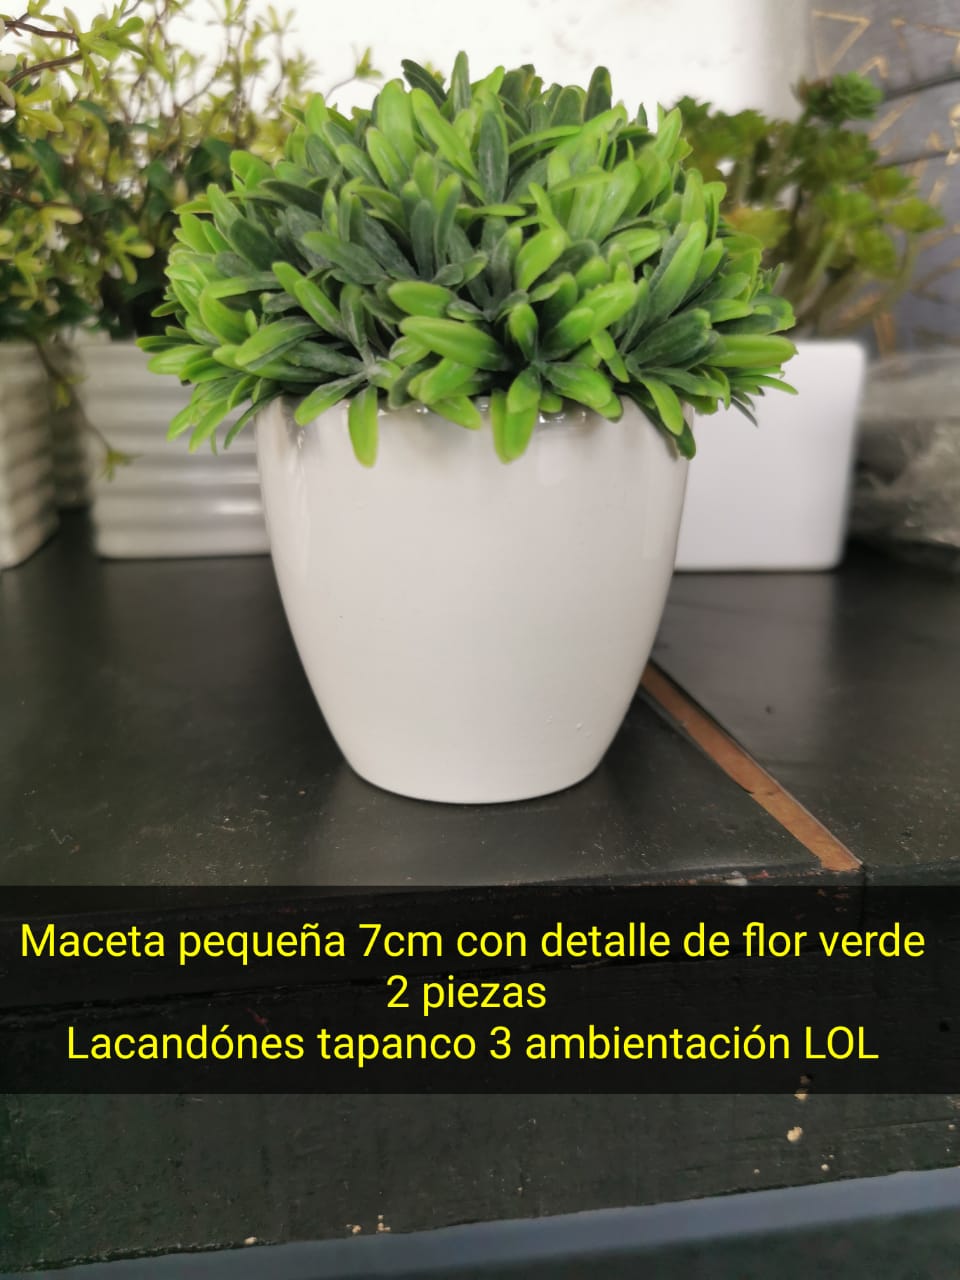 Maceta pequeña 7cm con detalle de flor verde
2 piezas
Lacandónes tapanco 3 ambientación LOL